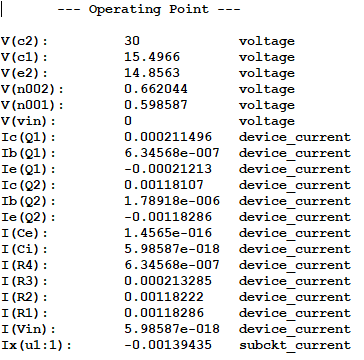 --- Operating Point ---
V(c2): 30 voltage
V(c1): 15.4966 voltage
V(e2): 14.8563 voltage
V(n002): 0.662044 voltage
V(n001): 0.598587 voltage
V(vin): 0 voltage
Ic(Q1): 0.000211496 device_current
Ib(Q1): 6.34568e-007 device_current
Ie(Q1): -0.00021213 device_current
Ic(Q2): 0.00118107 device_current
Ib(Q2): 1.78918e-006 device_current
Ie(Q2): -0.00118286 device_current
I(Ce): 1.4565e-016 device_current
I(Ci): 5.98587e-018 device_current
I(R4): 6.34568e-007 device_current
I(R3): 0.000213285 device_current
I(R2): 0.00118222 device_current
I(R1): 0.00118286 device_current
I(Vin): 5.98587e-018 device_current
Ix(u1:1): -0.00139435 subckt_current